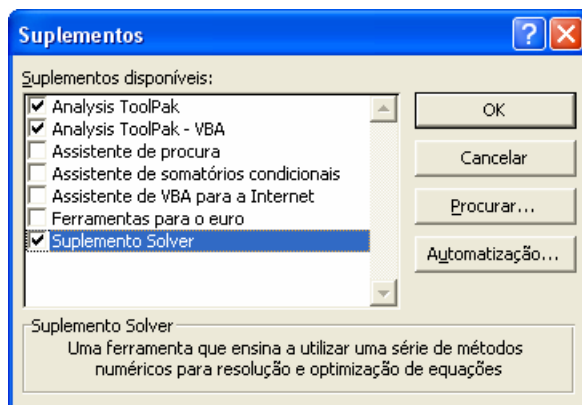 Suplementos
Suplementos disponíveis:
Analysis ToolPak
Analysis ToolPak - VBA
Assistente de procura
Assistente de somatórios condicionais
Assistente de VBA para a Internet
Ferramentas para o euro
Suplemento Solver
OK
Cancelar
Procurar...
Automatização...
Suplemento Solver
Uma ferramenta que ensina a utilizar uma série de métodos
numéricos para resolução e optimização de equações